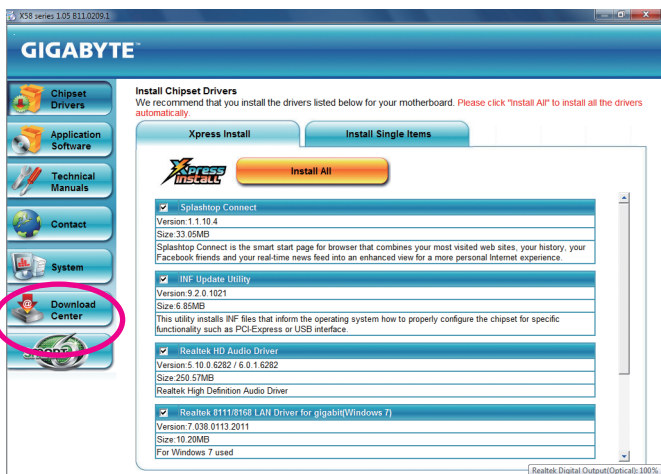 X58 series 1.05 B11.0209.1
GIGABYTE™
Chipset
Drivers
Application
Software
Technical
Manuals
Contact
System
Download
Center
SMART6
Install Chipset Drivers
We recommend that you install the drivers listed below for your motherboard. Please click "Install All" to install all the drivers
automatically.
Xpress Install
Install Single Items
Xpress
Install
Install All
Splashtop Connect
Version:1.1.10.4
Size:33.05MB
Splashtop Connect is the smart start page for browser that combines your most visited web sites, your history, your
Facebook friends and your real-time news feed into an enhanced view for a more personal Internet experience.
INF Update Utility
Version:9.2.0.1021
Size:6.85MB
This utility installs INF files that inform the operating system how to properly configure the chipset for specific
functionality such as PCI-Express or USB interface.
Realtek HD Audio Driver
Version:5.10.0.6282 / 6.0.1.6282
Size:250.57MB
Realtek High Definition Audio Driver
Realtek 8111/8168 LAN Driver for gigabit(Windows 7)
Version:7.038.0113.2011
Size:10.20MB
For Windows 7 used
Realtek Digital Output(Optical): 100%